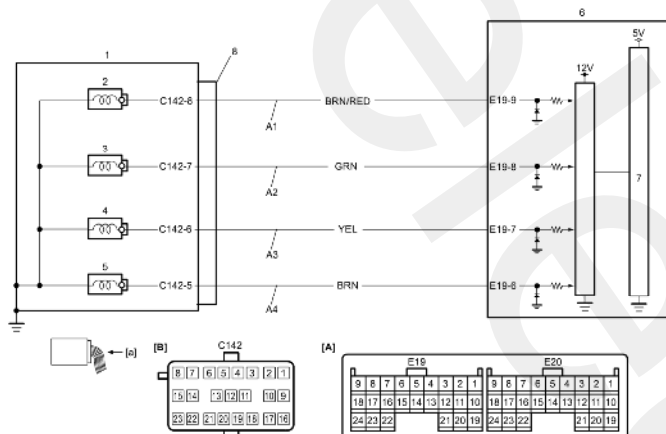 6
5V
1
8
12V
2
C142-8
BRN/RED
E19-9
A1
3
C142-7
GRN
E19-8
A2
7
4
C142-6
YEL
E19-7
A3
5
C142-5
BRN
E19-6
A4
[a]
[B]
C142
[A]
8 7 6 5 4 3 2 1
15 14 13 12 11 10 9
23 22 21 20 19 18 17 16
E19
E20
9 8 7 6 5 4 3 2 1 9 8 7 6 5 4 3 2 1
18 17 16 15 14 13 12 11 10 18 17 16 15 14 13 12 11 10
24 23 22 21 20 19 24 23 22 21 20 19